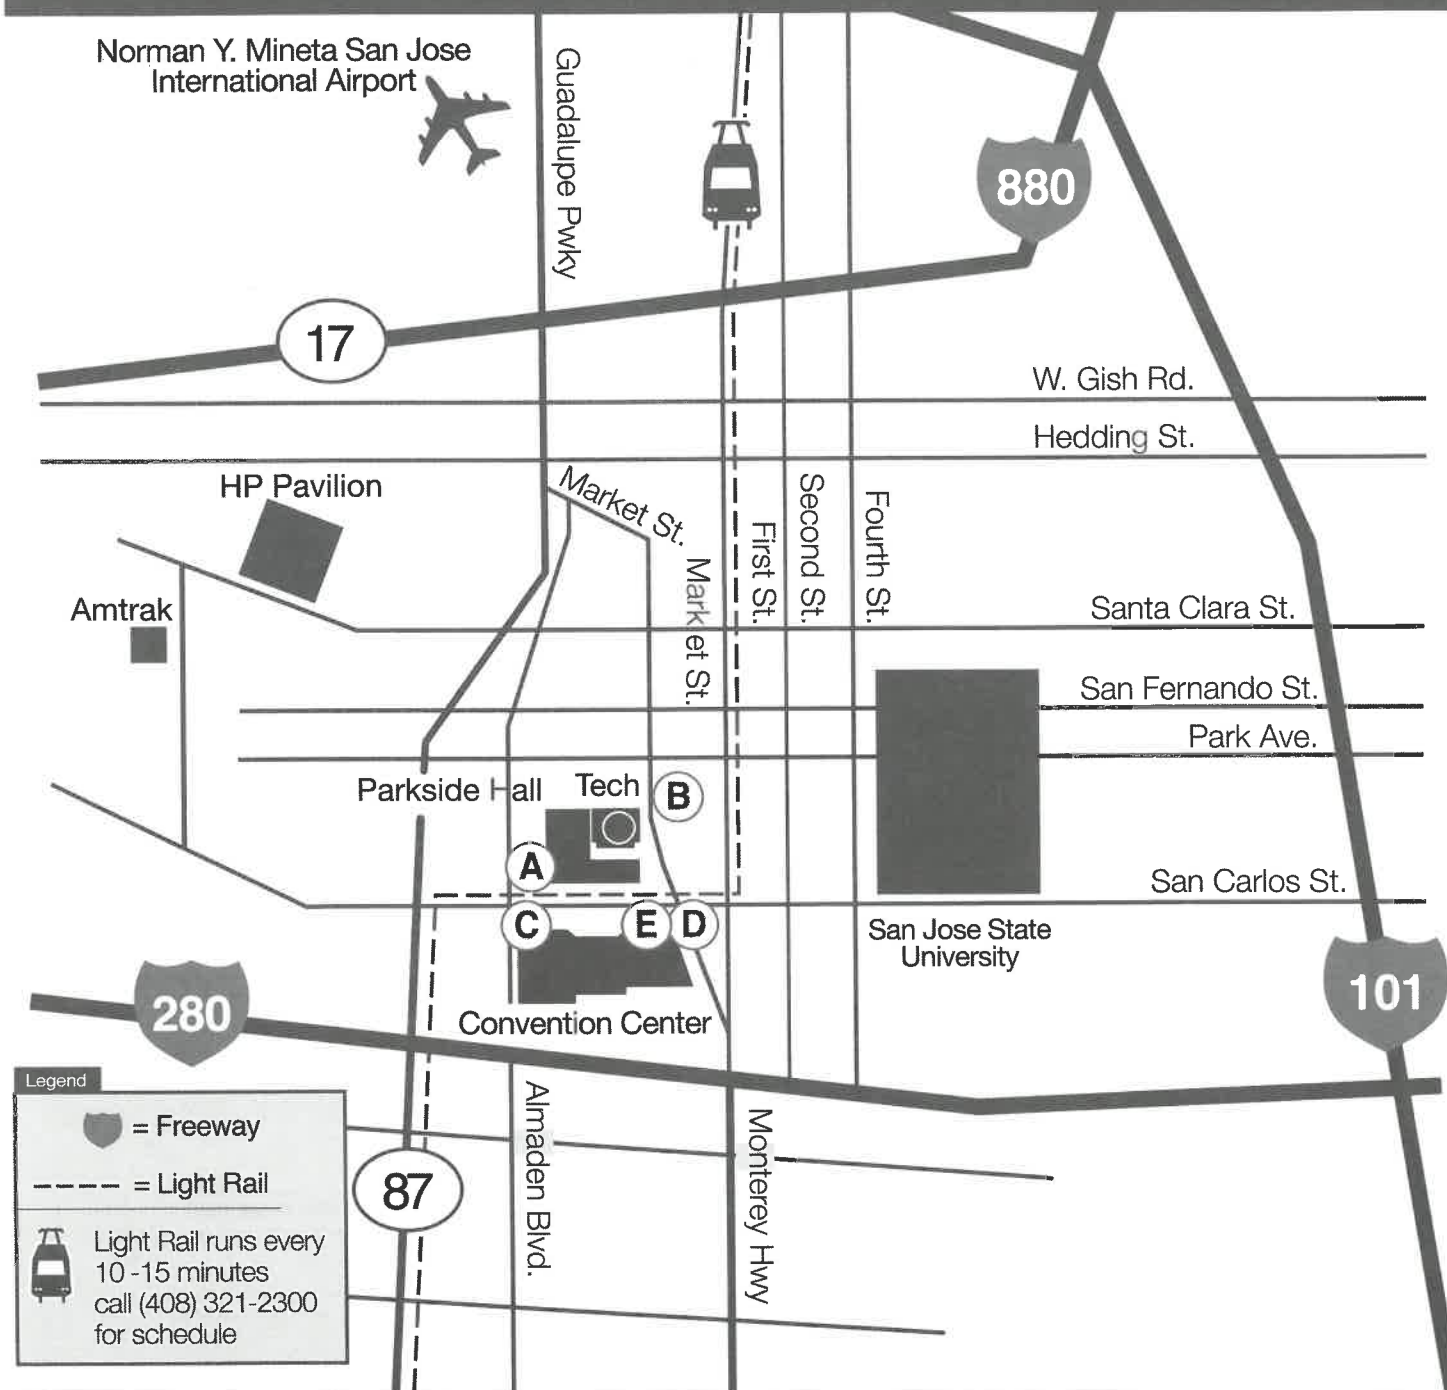 Norman Y. Mineta San Jose
International Airport
Guadalupe Pwky
880
17
W. Gish Rd.
Hedding St.
HP Pavilion
Market St.
Market St.
First St.
Second St.
Fourth St.
Amtrak
Santa Clara St.
San Fernando St.
Park Ave.
Parkside Hall
Tech
B
A
San Carlos St.
C
E
D
San Jose State
University
101
280
Convention Center
Legend
= Freeway
= Light Rail
Light Rail runs every
10 -15 minutes
call (408) 321-2300
for schedule
87
Almaden Blvd.
Monterey Hwy